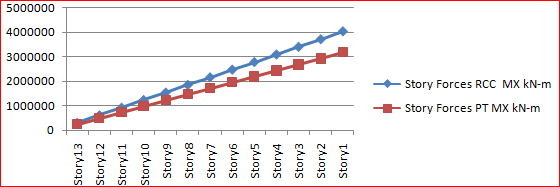 5000000
4000000
3000000
2000000
1000000
0
Story13
Story12
Story11
Story10
Story9
Story8
Story7
Story6
Story5
Story4
Story3
Story2
Story1
Story Forces RCC  MX kN-m
Story Forces PT MX kN-m